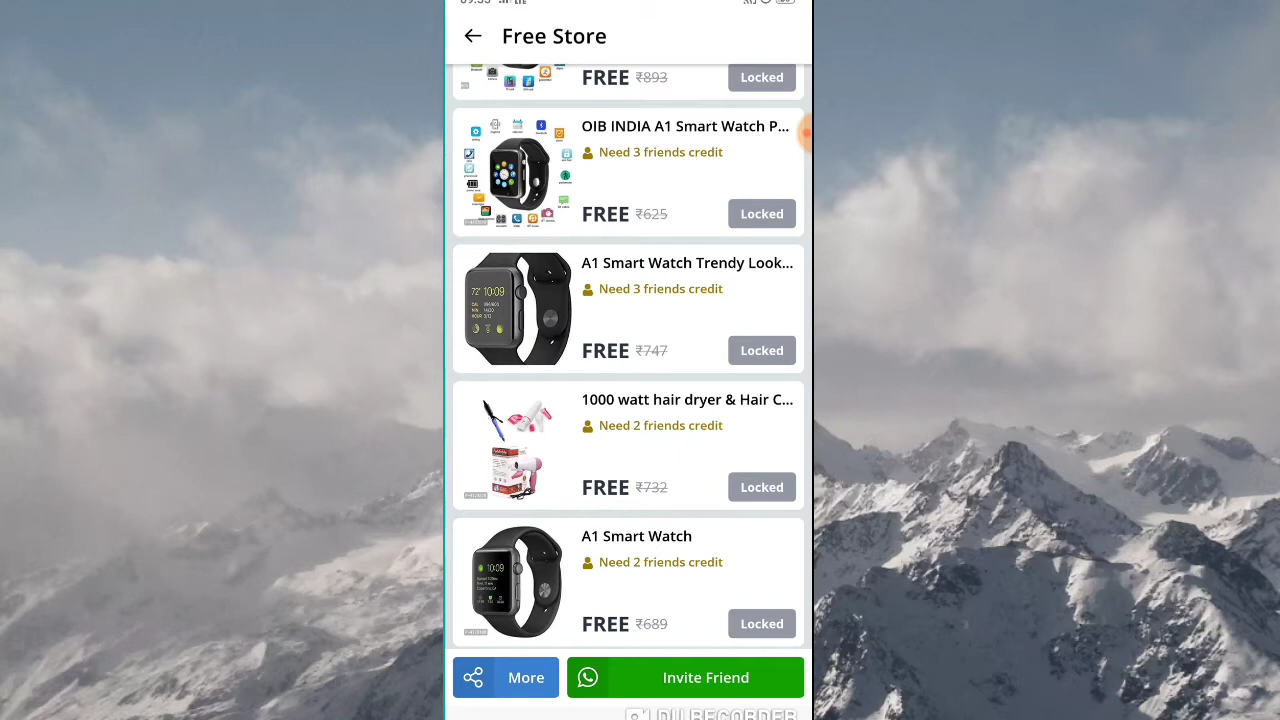 Free Store
FREE ₹893
Locked
OIB INDIA A1 Smart Watch P...
Need 3 friends credit
FREE ₹625
Locked
A1 Smart Watch Trendy Look...
Need 3 friends credit
FREE ₹747
Locked
1000 watt hair dryer & Hair C...
Need 2 friends credit
FREE ₹732
Locked
A1 Smart Watch
Need 2 friends credit
FREE ₹689
Locked
More
Invite Friend
DU RECORDER